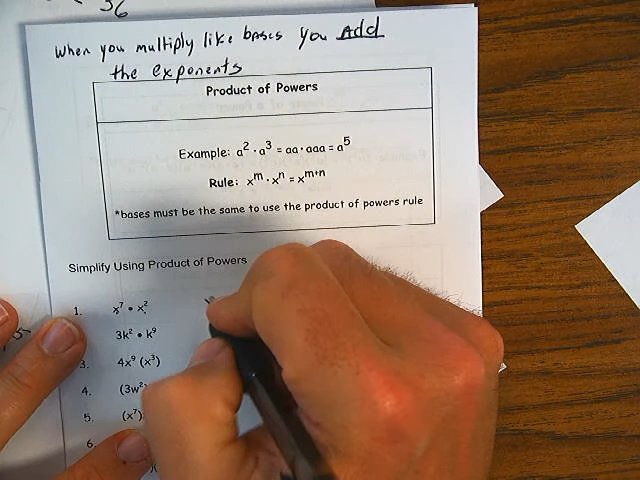 When you multiply like bases you Add
the exponents
Product of Powers
Example: a² · a³ = aa · aaa = a⁵
Rule: xᵐ · xⁿ = xᵐ⁺ⁿ
*bases must be the same to use the product of powers rule
Simplify Using Product of Powers
1. x⁷ • x²
3k² • k⁹
3. 4x⁹ (x³)
4. (3w²
5. (x⁷)
6.